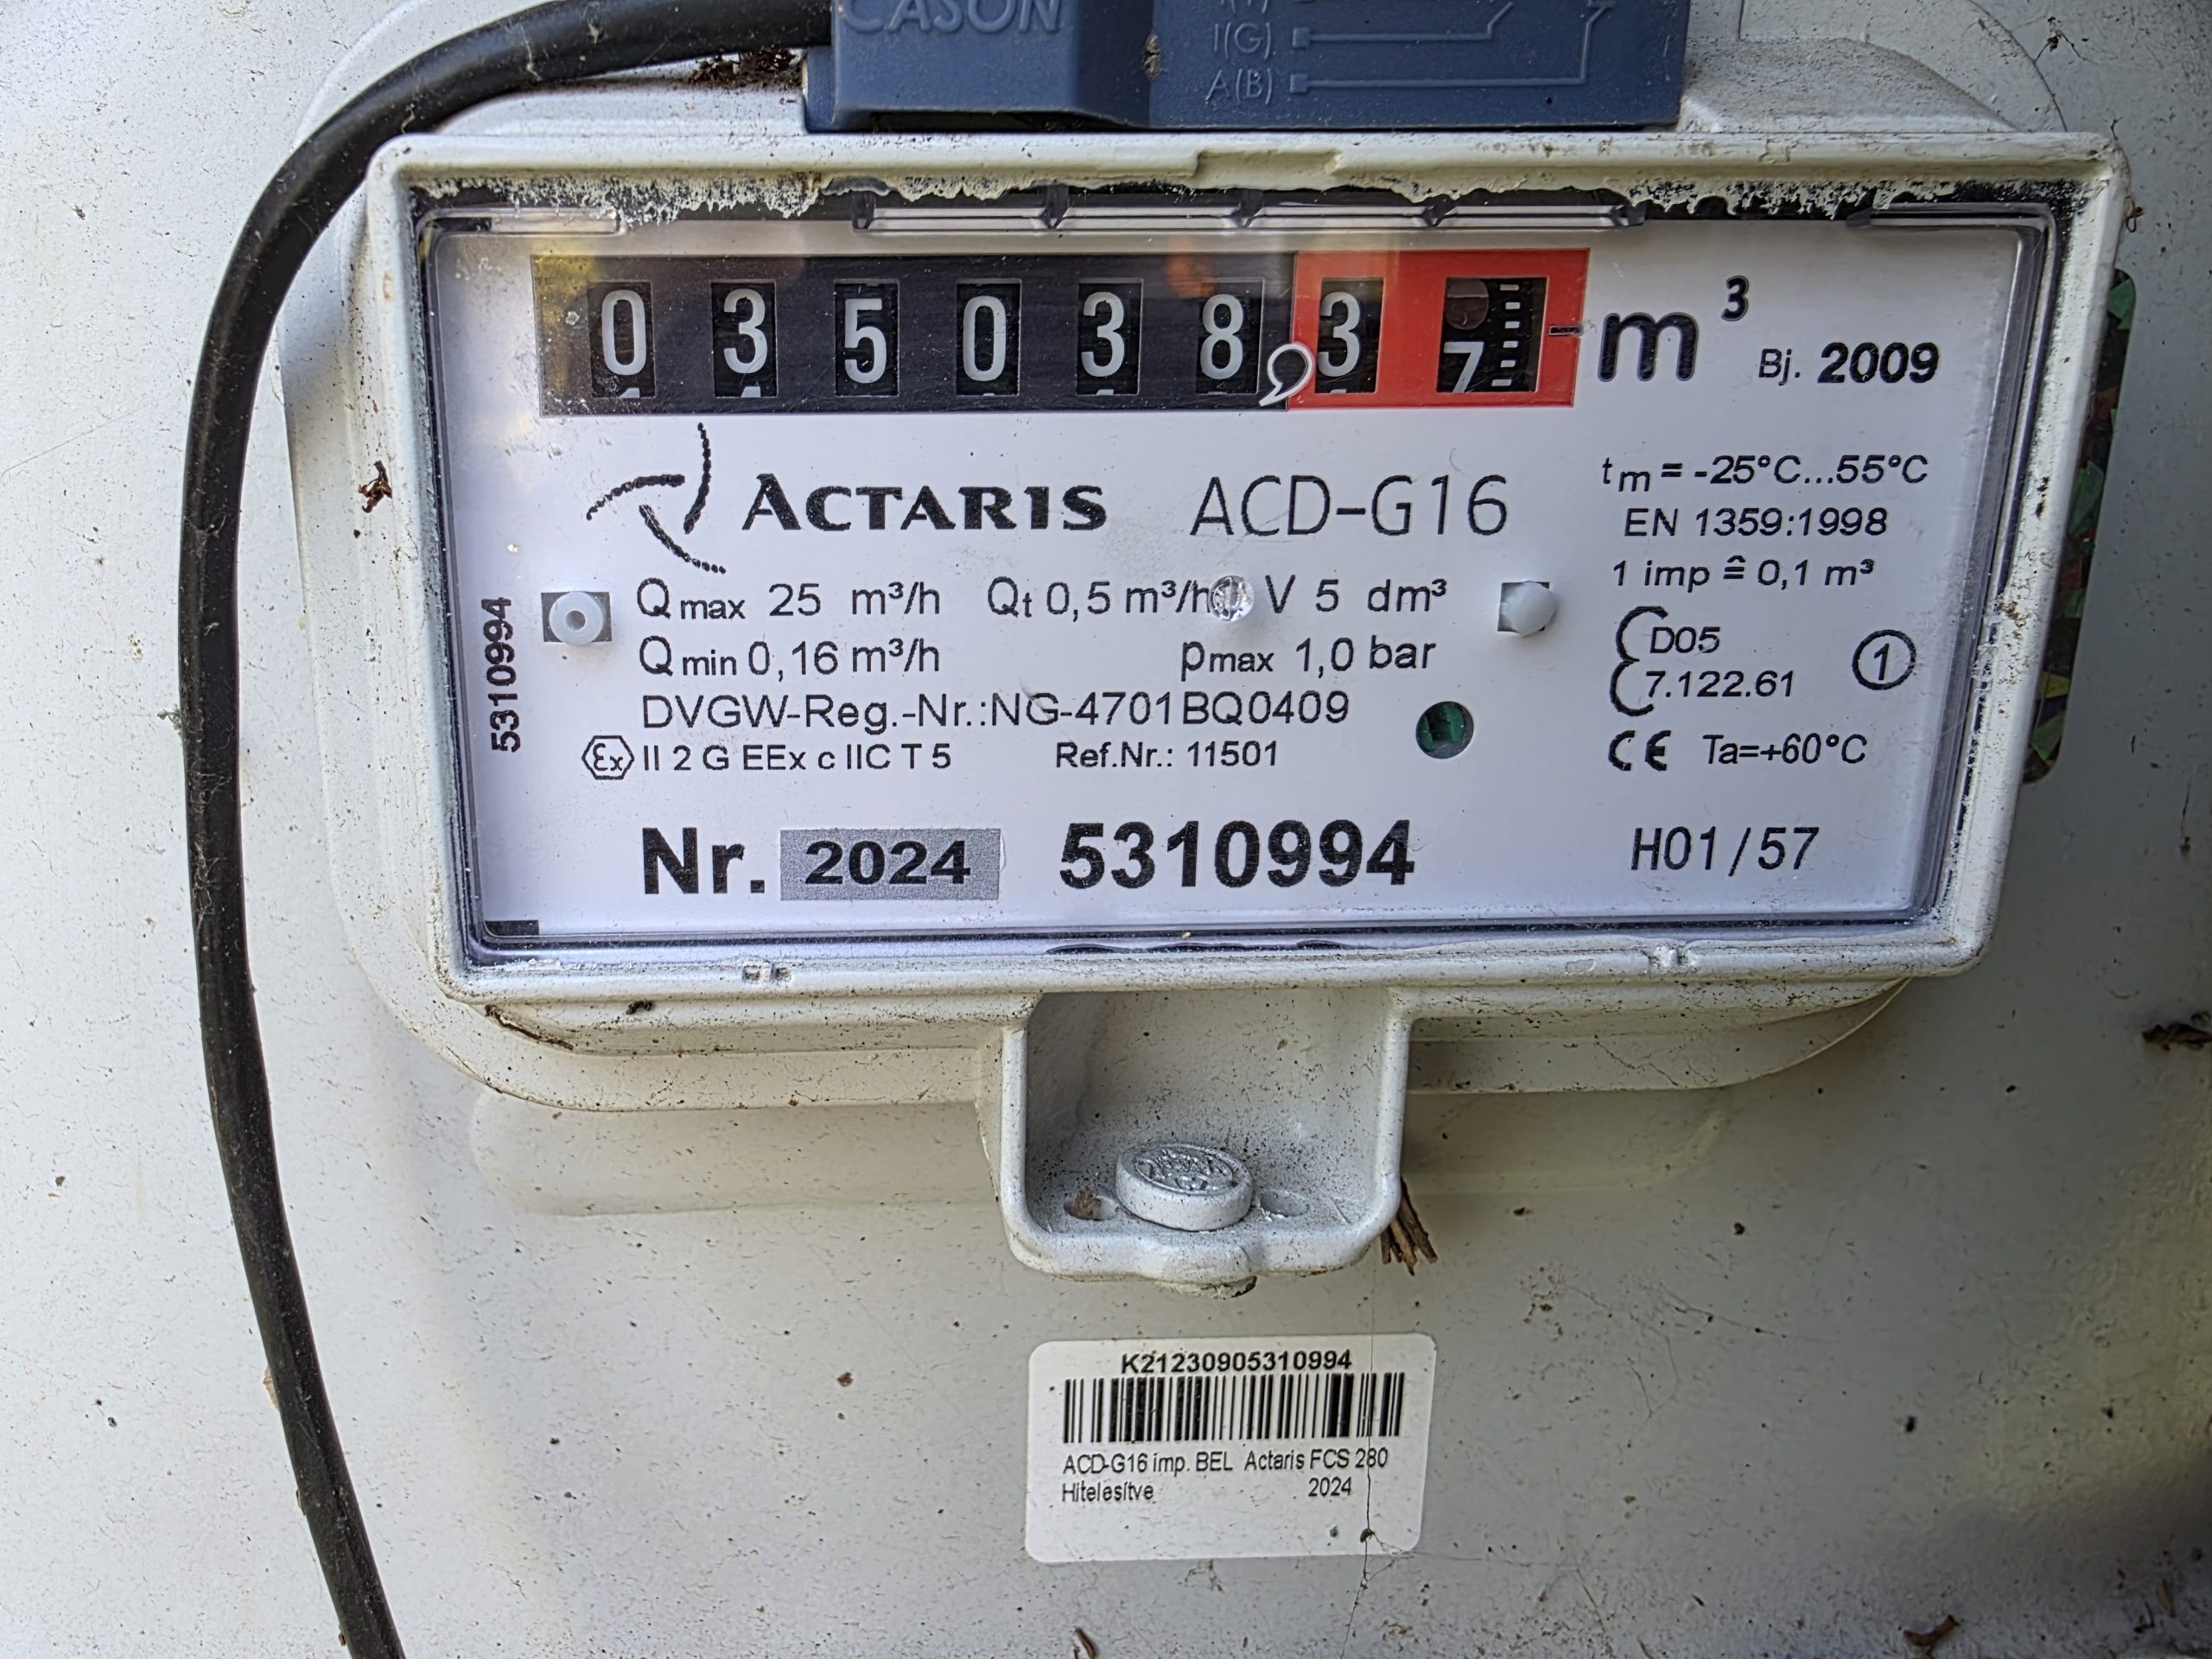 CASON
I(G)
A(B)
0 3 5 0 3 8 , 3 7 m³
Bj. 2009
ACTARIS ACD-G16
tm = -25°C...55°C
EN 1359:1998
1 imp ≙ 0,1 m³
Qmax 25 m³/h Qt 0,5 m³/h V 5 dm³
Qmin 0,16 m³/h pmax 1,0 bar
D05
7.122.61
1
DVGW-Reg.-Nr.:NG-4701BQ0409
Ex II 2 G EEx c IIC T 5 Ref.Nr.: 11501
CE Ta=+60°C
5310994
Nr. 2024 5310994
H01/57
K21230905310994
ACD-G16 imp. BEL Actaris FCS 280
Hitelesítve 2024